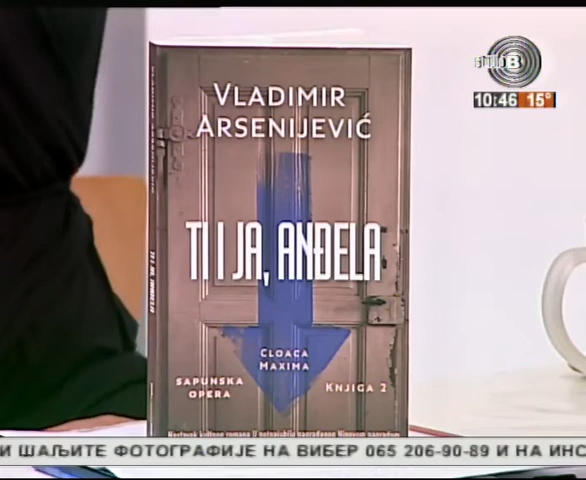 studio B
10:46 15°
VLADIMIR
ARSENIJEVIĆ
TI I JA, ANĐELA
CLOACA
MAXIMA
SAPUNSKA
OPERA
KNJIGA 2
И ШАЉИТЕ ФОТОГРАФИЈЕ НА ВИБЕР 065 206-90-89 И НА ИНС